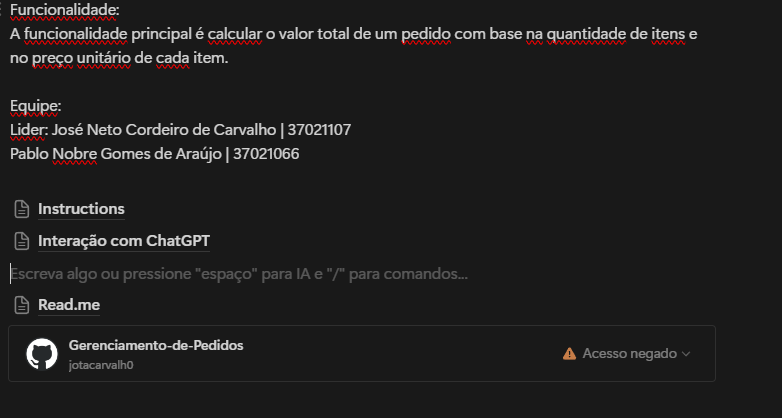 Funcionalidade:
A funcionalidade principal é calcular o valor total de um pedido com base na quantidade de itens e
no preço unitário de cada item.
Equipe:
Lider: José Neto Cordeiro de Carvalho | 37021107
Pablo Nobre Gomes de Araújo | 37021066
Instructions
Interação com ChatGPT
Escreva algo ou pressione "espaço" para IA e "/" para comandos...
Read.me
Gerenciamento-de-Pedidos
jotacarvalh0
Acesso negado